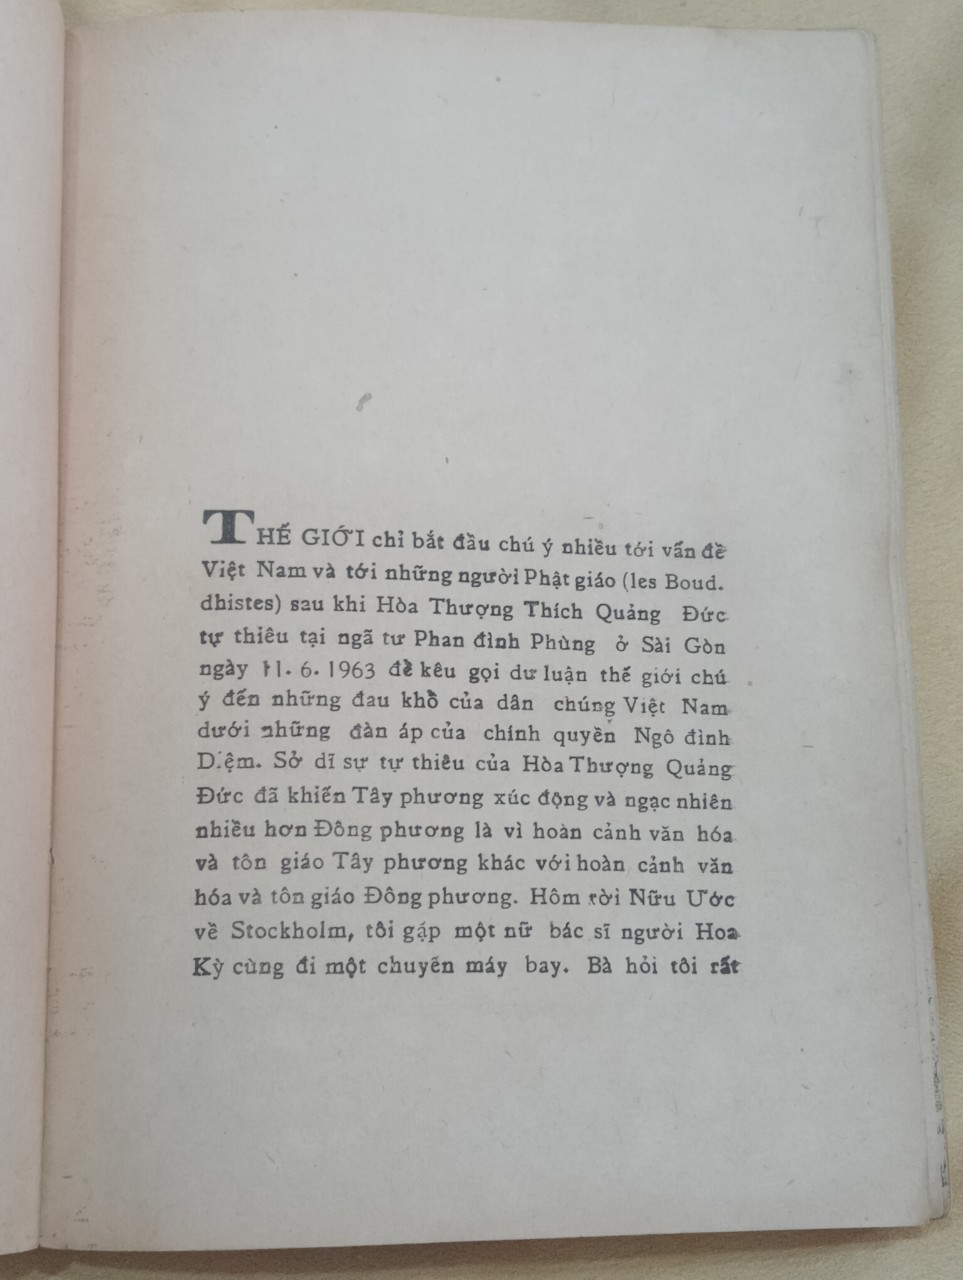 THẾ GIỚI chỉ bắt đầu chú ý nhiều tới vấn đề
Việt Nam và tới những người Phật giáo (les Boud.
dhistes) sau khi Hòa Thượng Thích Quảng Đức
tự thiêu tại ngã tư Phan đình Phùng ở Sài Gòn
ngày 11. 6. 1963 để kêu gọi dư luận thế giới chú
ý đến những đau khổ của dân chúng Việt Nam
dưới những đàn áp của chính quyền Ngô đình
Diệm. Sở dĩ sự tự thiêu của Hòa Thượng Quảng
Đức đã khiến Tây phương xúc động và ngạc nhiên
nhiều hơn Đông phương là vì hoàn cảnh văn hóa
và tôn giáo Tây phương khác với hoàn cảnh văn
hóa và tôn giáo Đông phương. Hôm rời Nữu Ước
về Stockholm, tôi gặp một nữ bác sĩ người Hoa
Kỳ cùng đi một chuyến máy bay. Bà hỏi tôi rất